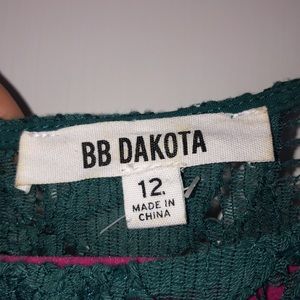 BB DAKOTA
12.
MADE IN
CHINA